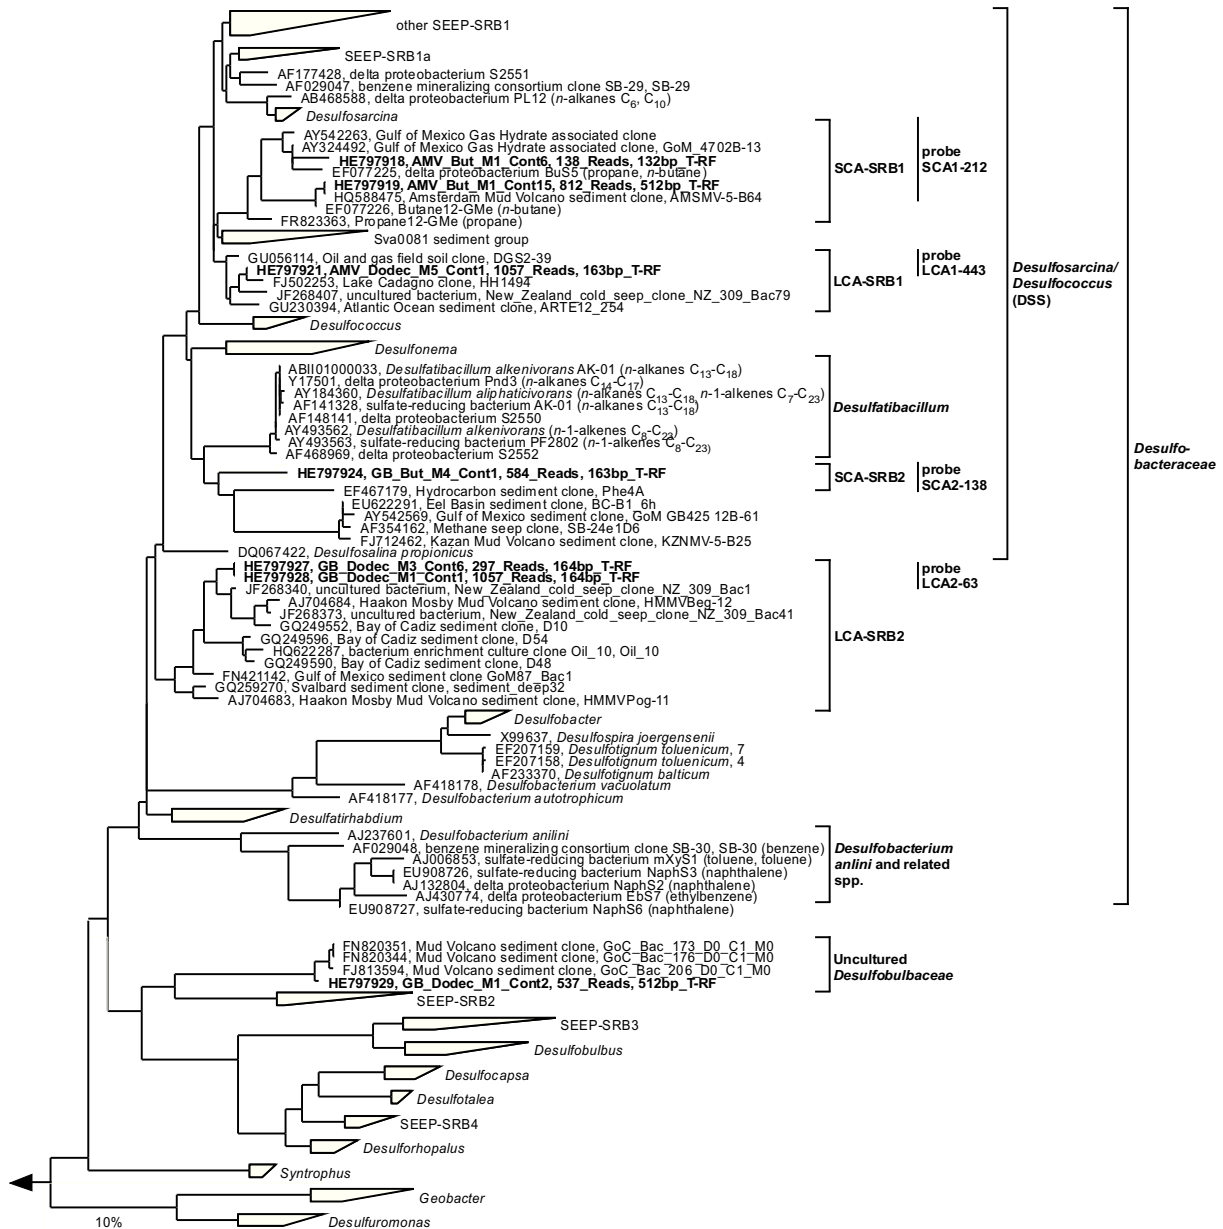 other SEEP-SRB1
SEEP-SRB1a
AF177428, delta proteobacterium S2551
AF029047, benzene mineralizing consortium clone SB-29, SB-29
AB468588, delta proteobacterium PL12 (n-alkanes C6, C10)
Desulfosarcina
AY542263, Gulf of Mexico Gas Hydrate associated clone
AY324492, Gulf of Mexico Gas Hydrate associated clone, GoM_4702B-13
HE797918, AMV_But_M1_Cont6, 138_Reads, 132bp_T-RF
EF077225, delta proteobacterium BuS5 (propane, n-butane)
HE797919, AMV_But_M1_Cont15, 812_Reads, 512bp_T-RF
HQ588475, Amsterdam Mud Volcano sediment clone, AMSMV-5-B64
EF077226, Butane12-GMe (n-butane)
FR823363, Propane12-GMe (propane)
SCA-SRB1
probe
SCA1-212
Sva0081 sediment group
GU056114, Oil and gas field soil clone, DGS2-39
HE797921, AMV_Dodec_M5_Cont1, 1057_Reads, 163bp_T-RF
FJ502253, Lake Cadagno clone, HH1494
JF268407, uncultured bacterium, New_Zealand_cold_seep_clone_NZ_309_Bac79
GU230394, Atlantic Ocean sediment clone, ARTE12_254
LCA-SRB1
probe
LCA1-443
Desulfosarcina/
Desulfococcus
(DSS)
Desulfococcus
Desulfonema
ABII01000033, Desulfatibacillum alkenivorans AK-01 (n-alkanes C13-C18)
Y17501, delta proteobacterium Pnd3 (n-alkanes C14-C17)
AY184360, Desulfatibacillum aliphaticivorans (n-alkanes C13-C18, n-1-alkenes C7-C23)
AF141328, sulfate-reducing bacterium AK-01 (n-alkanes C13-C18)
AF148141, delta proteobacterium S2550
AY493562, Desulfatibacillum alkenivorans (n-1-alkenes C8-C23)
AY493563, sulfate-reducing bacterium PF2802 (n-1-alkenes C8-C23)
AF468969, delta proteobacterium S2552
Desulfatibacillum
Desulfo-
bacteraceae
HE797924, GB_But_M4_Cont1, 584_Reads, 163bp_T-RF
SCA-SRB2
probe
SCA2-138
EF467179, Hydrocarbon sediment clone, Phe4A
EU622291, Eel Basin sediment clone, BC-B1_6h
AY542569, Gulf of Mexico sediment clone, GoM_GB425_12B-61
AF354162, Methane seep clone, SB-24e1D6
FJ712462, Kazan Mud Volcano sediment clone, KZNMV-5-B25
DQ067422, Desulfosalina propionicus
HE797927, GB_Dodec_M3_Cont6, 297_Reads, 164bp_T-RF
HE797928, GB_Dodec_M1_Cont1, 1057_Reads, 164bp_T-RF
JF268340, uncultured bacterium, New_Zealand_cold_seep_clone_NZ_309_Bac1
AJ704684, Haakon Mosby Mud Volcano sediment clone, HMMVBeg-12
JF268373, uncultured bacterium, New_Zealand_cold_seep_clone_NZ_309_Bac41
GQ249552, Bay of Cadiz sediment clone, D10
GQ249596, Bay of Cadiz sediment clone, D54
HQ622287, bacterium enrichment culture clone Oil_10, Oil_10
GQ249590, Bay of Cadiz sediment clone, D48
FN421142, Gulf of Mexico sediment clone GoM87_Bac1
GQ259270, Svalbard sediment clone, sediment_deep32
AJ704683, Haakon Mosby Mud Volcano sediment clone, HMMVPog-11
LCA-SRB2
probe
LCA2-63
Desulfobacter
X99637, Desulfospira joergensenii
EF207159, Desulfotignum toluenicum, 7
EF207158, Desulfotignum toluenicum, 4
AF233370, Desulfotignum balticum
AF418178, Desulfobacterium vacuolatum
AF418177, Desulfobacterium autotrophicum
Desulfatirhabdium
AJ237601, Desulfobacterium anilini
AF029048, benzene mineralizing consortium clone SB-30, SB-30 (benzene)
AJ006853, sulfate-reducing bacterium mXyS1 (toluene, toluene)
EU908726, sulfate-reducing bacterium NaphS3 (naphthalene)
AJ132804, delta proteobacterium NaphS2 (naphthalene)
AJ430774, delta proteobacterium EbS7 (ethylbenzene)
EU908727, sulfate-reducing bacterium NaphS6 (naphthalene)
Desulfobacterium
anlini and related
spp.
FN820351, Mud Volcano sediment clone, GoC_Bac_173_D0_C1_M0
FN820344, Mud Volcano sediment clone, GoC_Bac_176_D0_C1_M0
FJ813594, Mud Volcano sediment clone, GoC_Bac_206_D0_C1_M0
HE797929, GB_Dodec_M1_Cont2, 537_Reads, 512bp_T-RF
Uncultured
Desulfobulbaceae
SEEP-SRB2
SEEP-SRB3
Desulfobulbus
Desulfocapsa
Desulfotalea
SEEP-SRB4
Desulforhopalus
Syntrophus
Geobacter
Desulfuromonas
10%